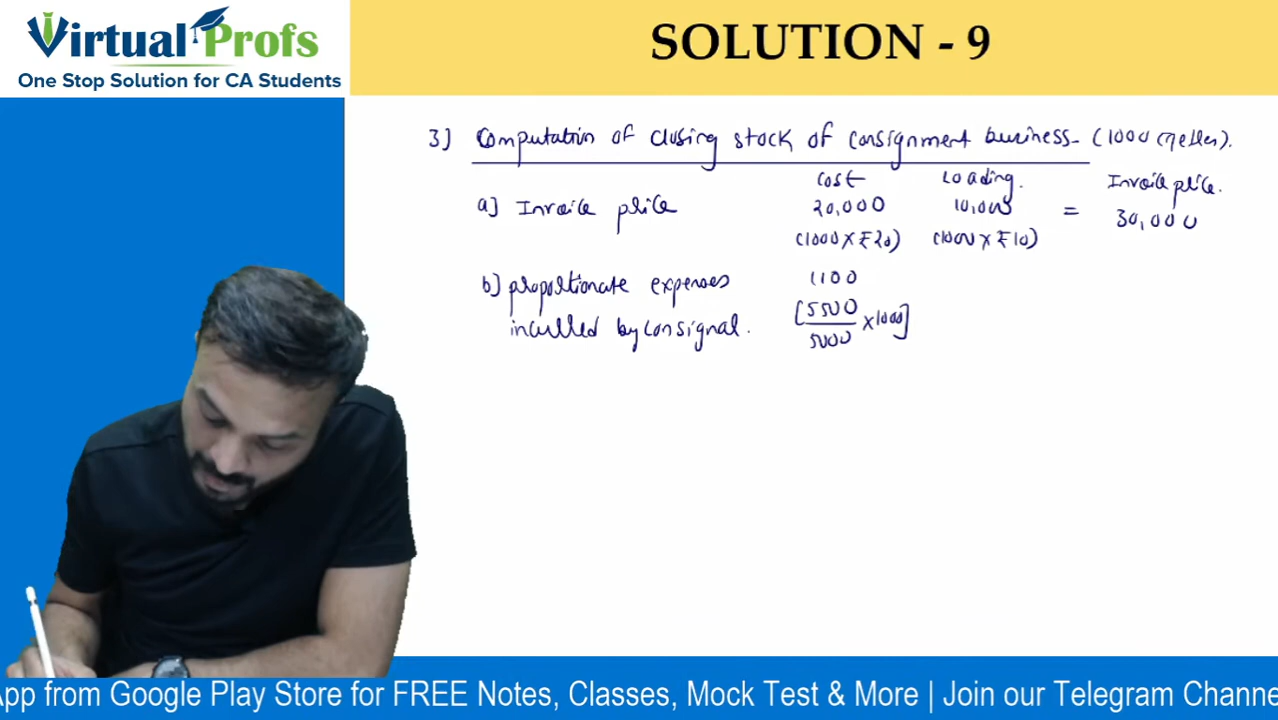 Virtual Profs
One Stop Solution for CA Students
SOLUTION - 9
3] Computation of closing stock of consignment business - (1000 meter).
Cost Loading. Invoice price.
a] Invoice price 20,000 10,000 = 30,000
(1000 x ₹20) (1000 x ₹10)
b] proportionate expenses 1100
incurred by consignor. [5500/5000 x 1000]
App from Google Play Store for FREE Notes, Classes, Mock Test & More | Join our Telegram Channe